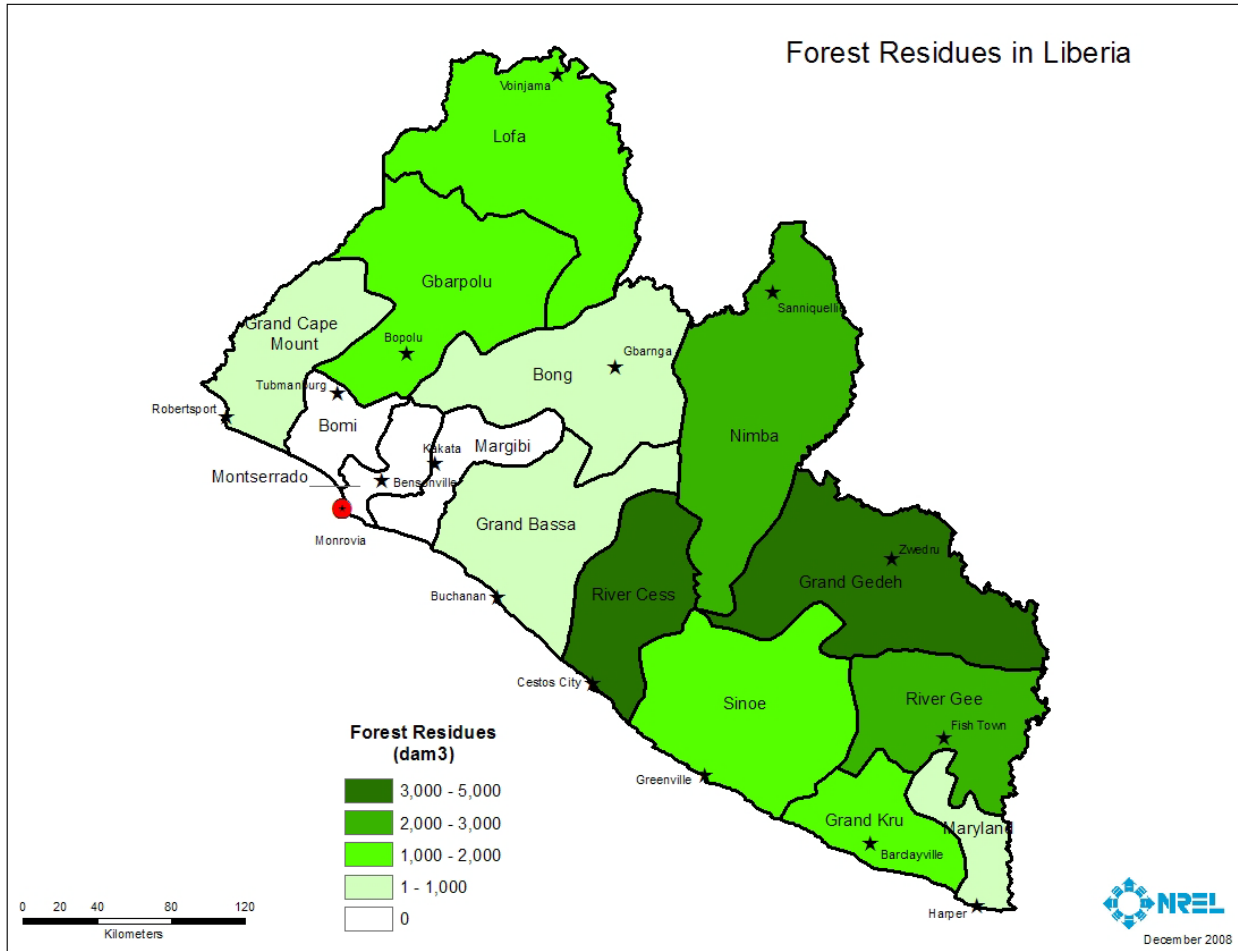 Forest Residues in Liberia
Voinjama
Lofa
Gbarpolu
Sanniquellie
Grand Cape
Mount
Bopolu
Gbarnga
Bong
Tubmanburg
Robertsport
Bomi
Nimba
Kakata
Margibi
Montserrado
Bensonville
Grand Bassa
Monrovia
Zwedru
Grand Gedeh
Buchanan
River Cess
Cestos City
Sinoe
River Gee
Fish Town
Greenville
Grand Kru
Maryland
Barclayville
Harper
Forest Residues
(dam3)
3,000 - 5,000
2,000 - 3,000
1,000 - 2,000
1 - 1,000
0
0 20 40 80 120
Kilometers
NREL
December 2008